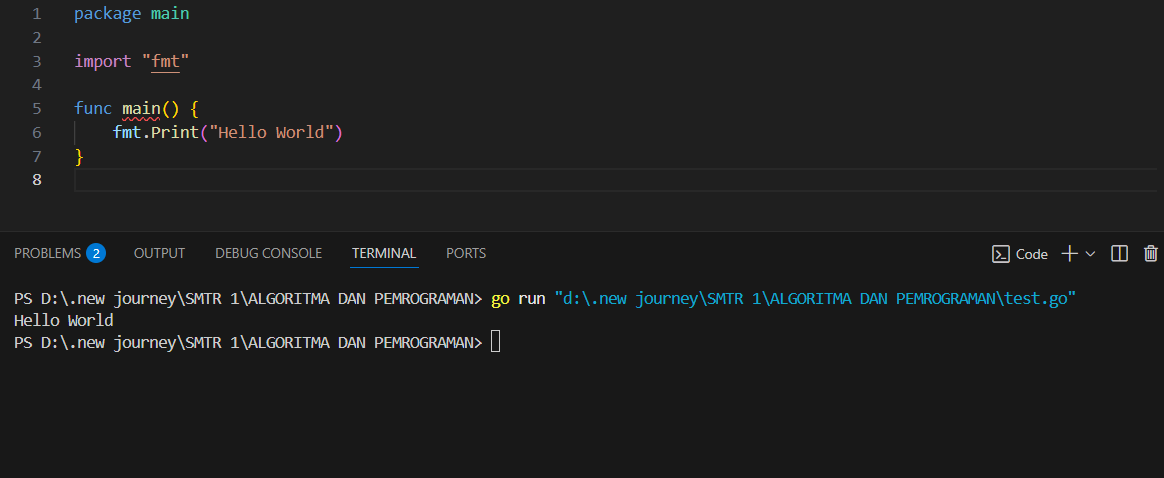 1 package main
2
3 import "fmt"
4
5 func main() {
6 fmt.Print("Hello World")
7 }
8
PROBLEMS 2 OUTPUT DEBUG CONSOLE TERMINAL PORTS Code
PS D:\.new journey\SMTR 1\ALGORITMA DAN PEMROGRAMAN> go run "d:\.new journey\SMTR 1\ALGORITMA DAN PEMROGRAMAN\test.go"
Hello World
PS D:\.new journey\SMTR 1\ALGORITMA DAN PEMROGRAMAN>